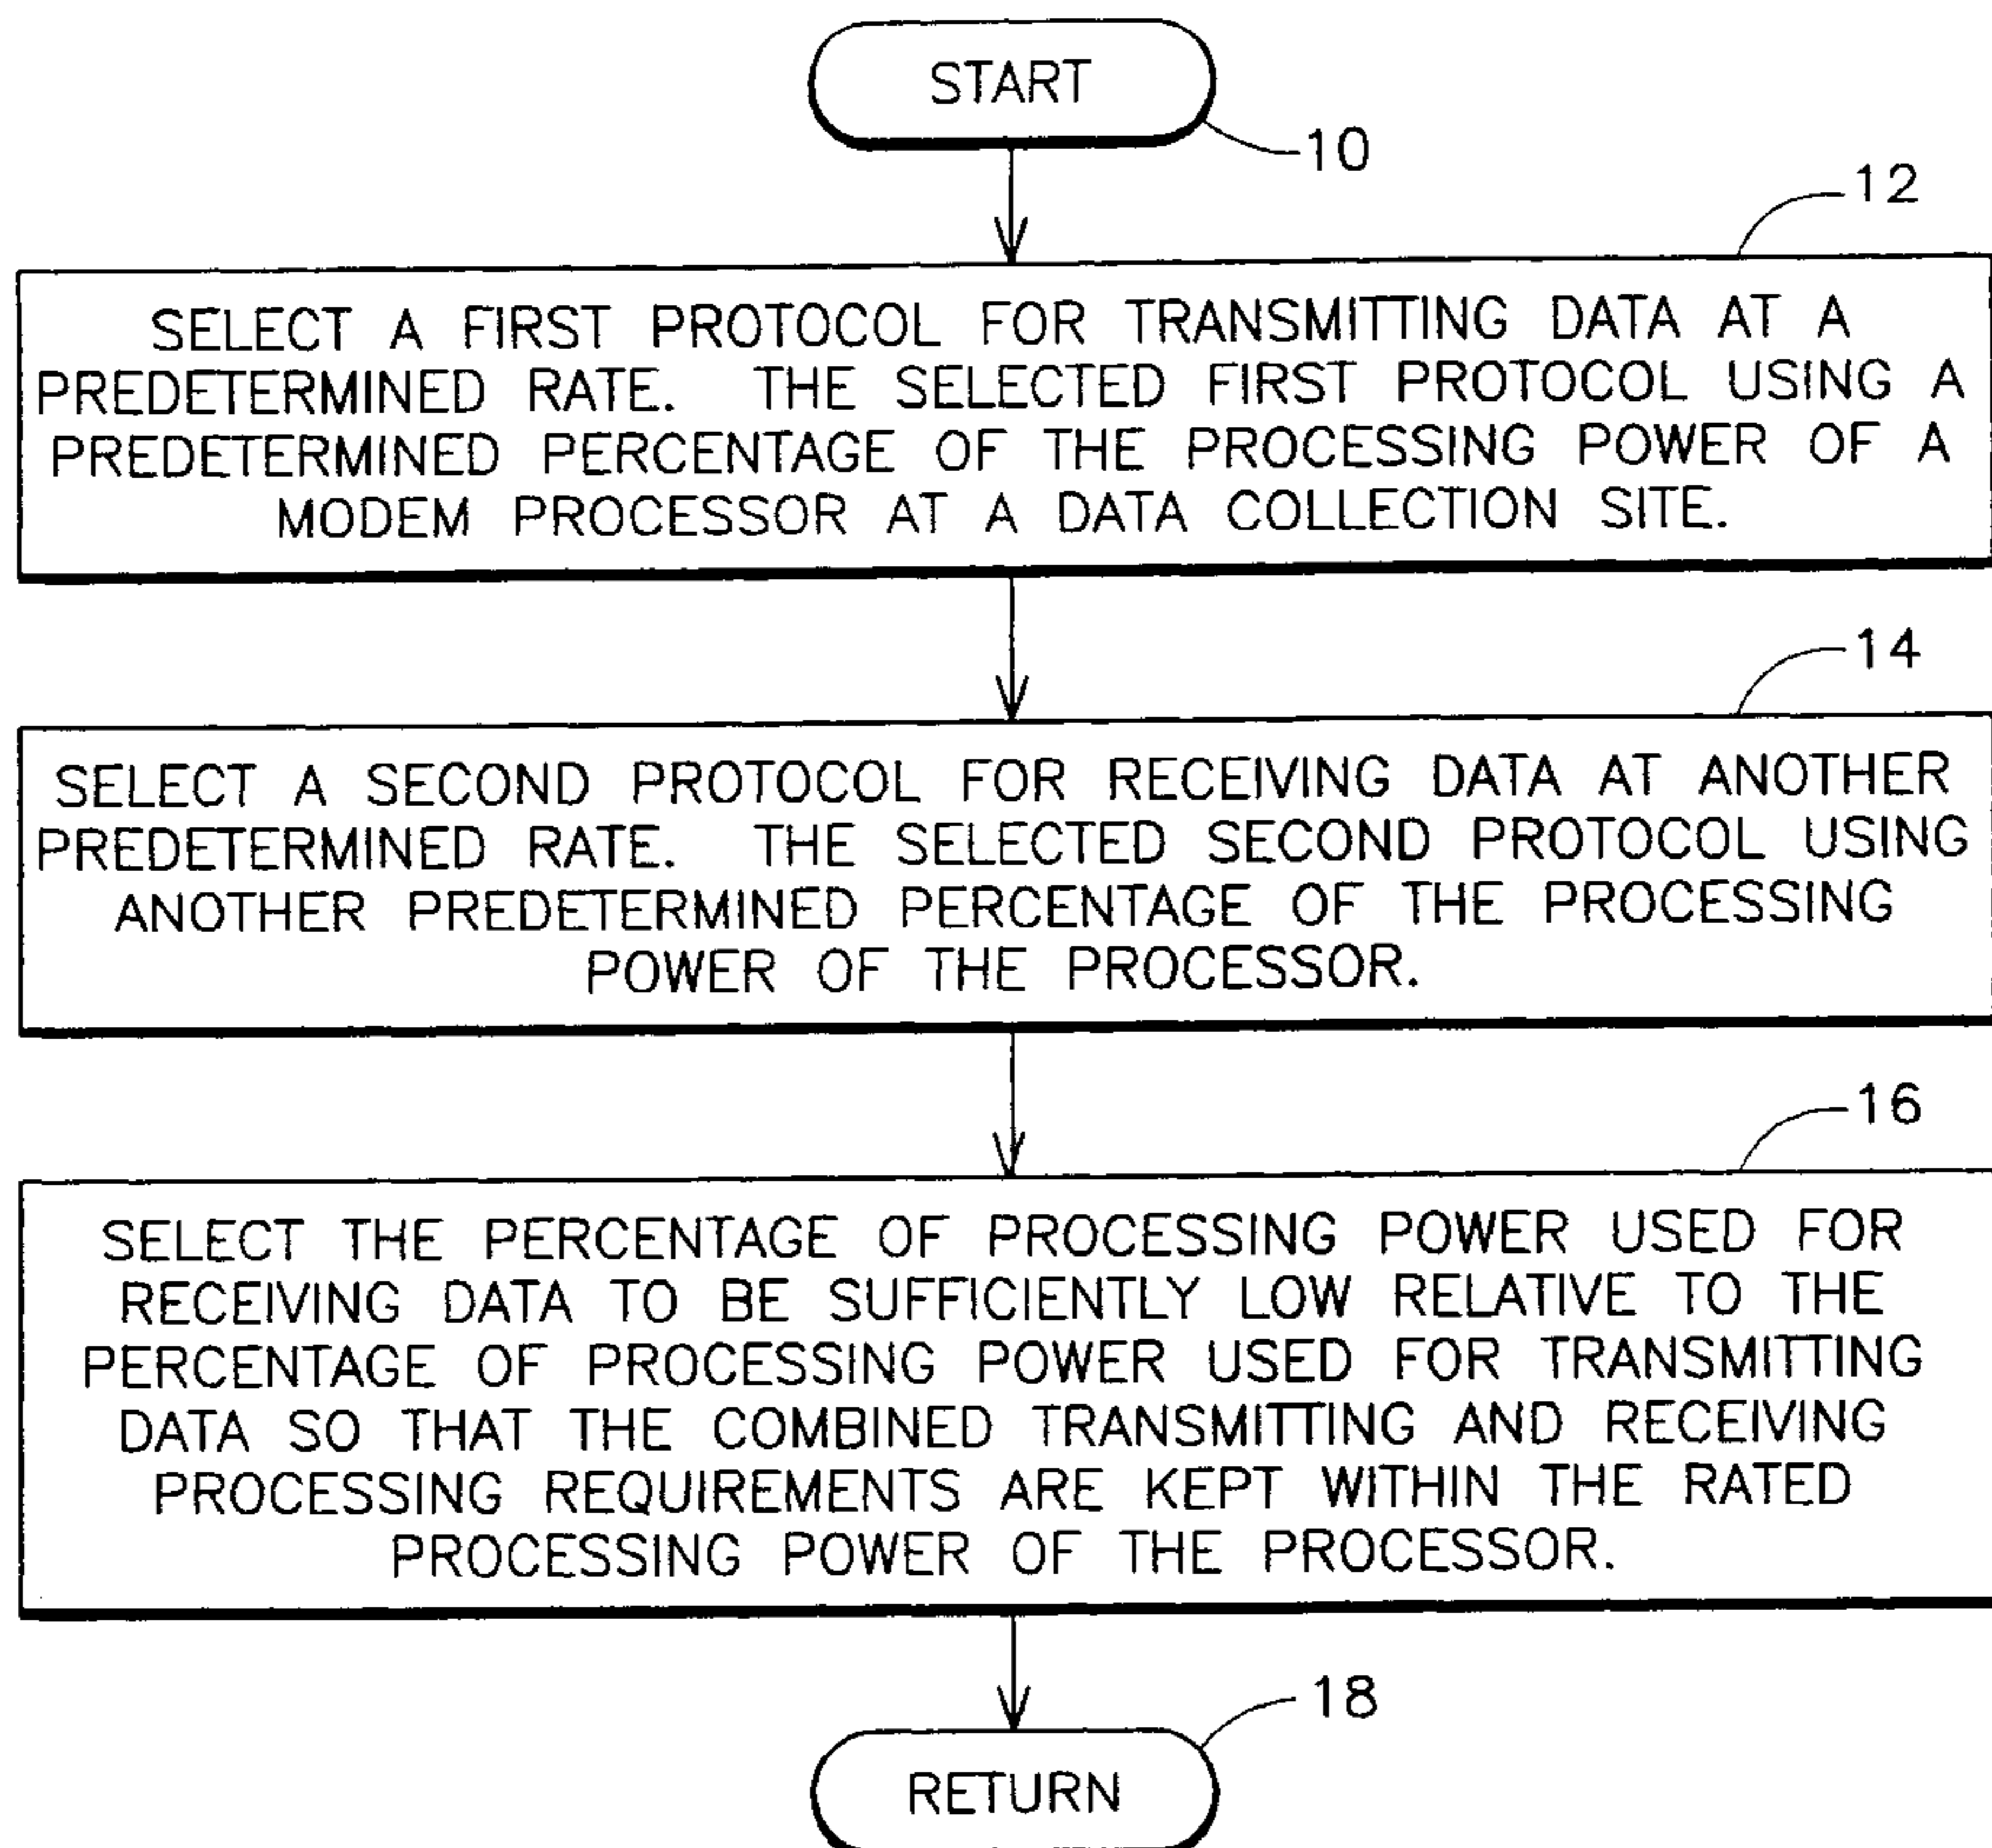 START
10
12
SELECT A FIRST PROTOCOL FOR TRANSMITTING DATA AT A
PREDETERMINED RATE. THE SELECTED FIRST PROTOCOL USING A
PREDETERMINED PERCENTAGE OF THE PROCESSING POWER OF A
MODEM PROCESSOR AT A DATA COLLECTION SITE.
14
SELECT A SECOND PROTOCOL FOR RECEIVING DATA AT ANOTHER
PREDETERMINED RATE. THE SELECTED SECOND PROTOCOL USING
ANOTHER PREDETERMINED PERCENTAGE OF THE PROCESSING
POWER OF THE PROCESSOR.
16
SELECT THE PERCENTAGE OF PROCESSING POWER USED FOR
RECEIVING DATA TO BE SUFFICIENTLY LOW RELATIVE TO THE
PERCENTAGE OF PROCESSING POWER USED FOR TRANSMITTING
DATA SO THAT THE COMBINED TRANSMITTING AND RECEIVING
PROCESSING REQUIREMENTS ARE KEPT WITHIN THE RATED
PROCESSING POWER OF THE PROCESSOR.
18
RETURN